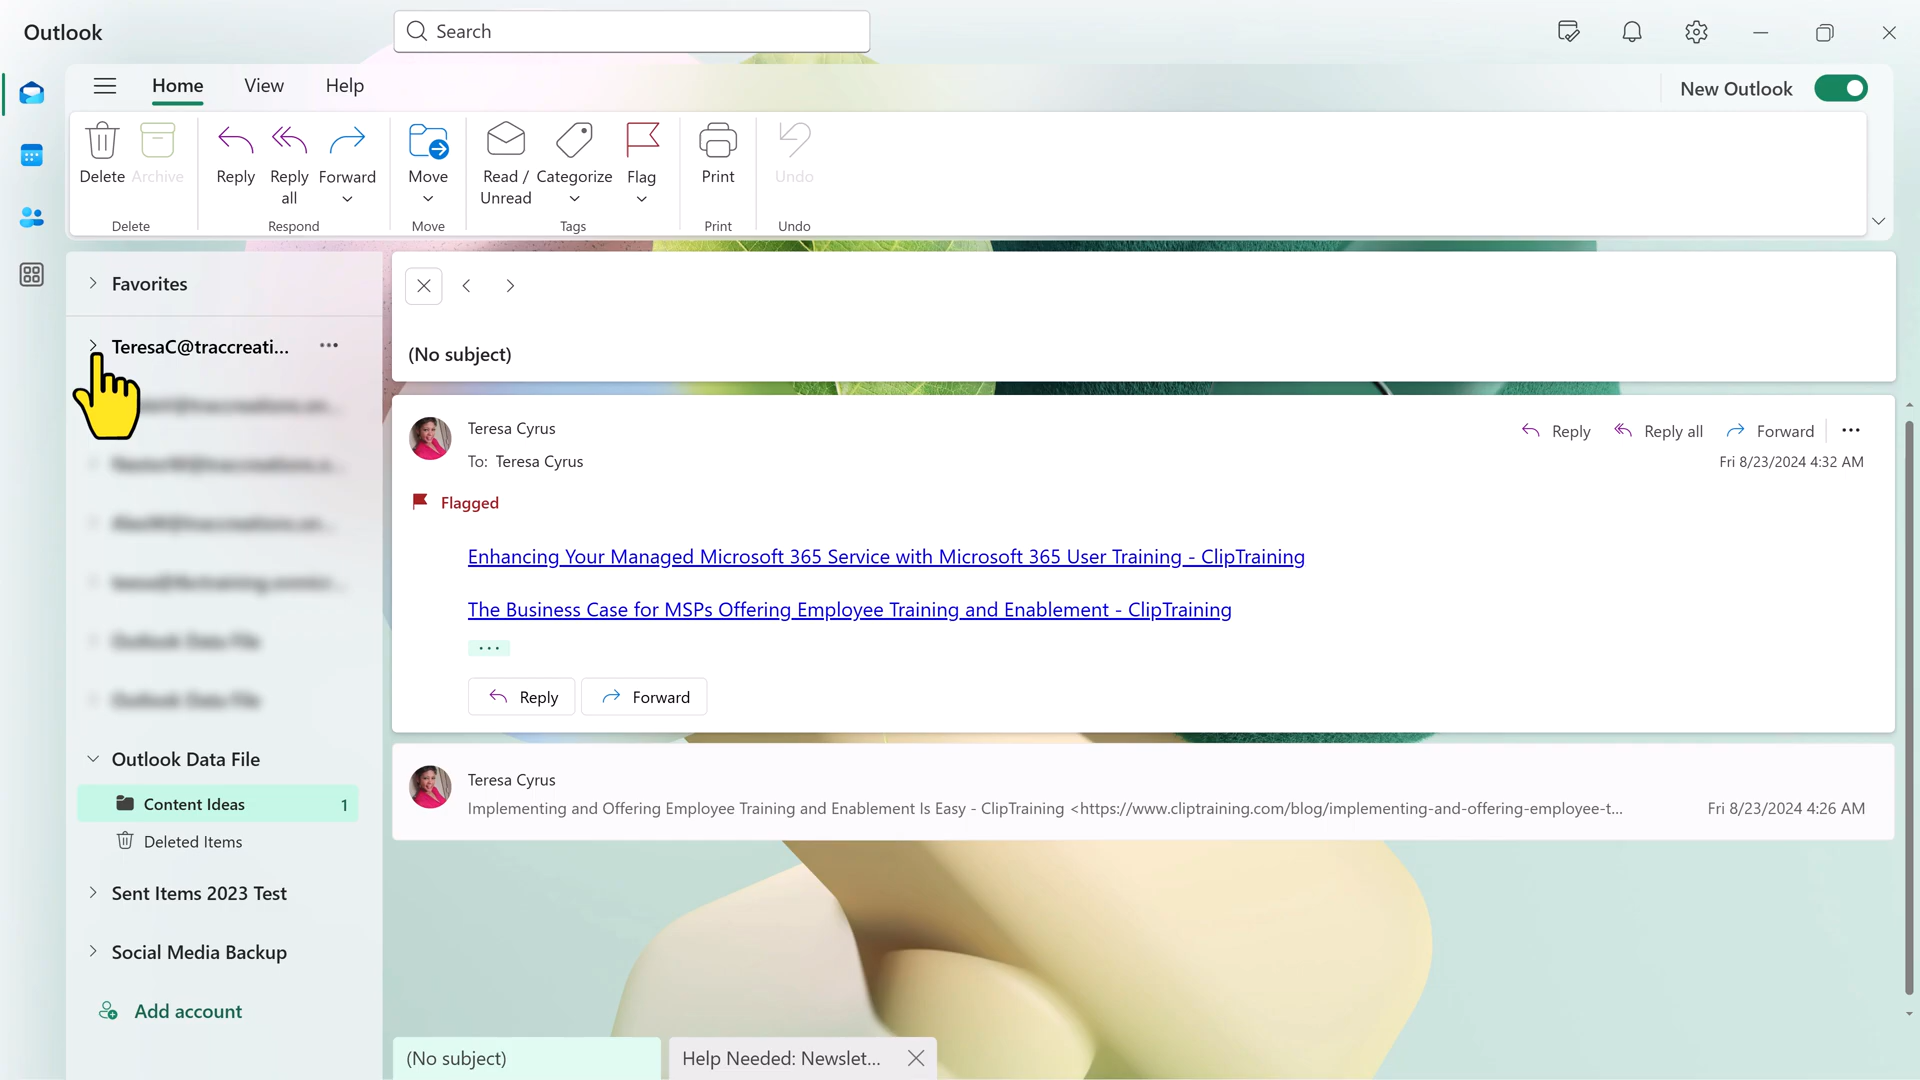 Outlook
Search
Home View Help
New Outlook
Delete Archive Reply Reply all Forward Move Read / Unread Categorize Flag Print Undo
Delete Respond Move Tags Print Undo
Favorites
TeresaC@traccreati...
Outlook Data File
Outlook Data File
Outlook Data File
Content Ideas 1
Deleted Items
Sent Items 2023 Test
Social Media Backup
Add account
(No subject)
Teresa Cyrus
To: Teresa Cyrus
Reply Reply all Forward ...
Fri 8/23/2024 4:32 AM
Flagged
Enhancing Your Managed Microsoft 365 Service with Microsoft 365 User Training - ClipTraining
The Business Case for MSPs Offering Employee Training and Enablement - ClipTraining
...
Reply Forward
Teresa Cyrus
Implementing and Offering Employee Training and Enablement Is Easy - ClipTraining <https://www.cliptraining.com/blog/implementing-and-offering-employee-t...
Fri 8/23/2024 4:26 AM
(No subject)
Help Needed: Newslet...